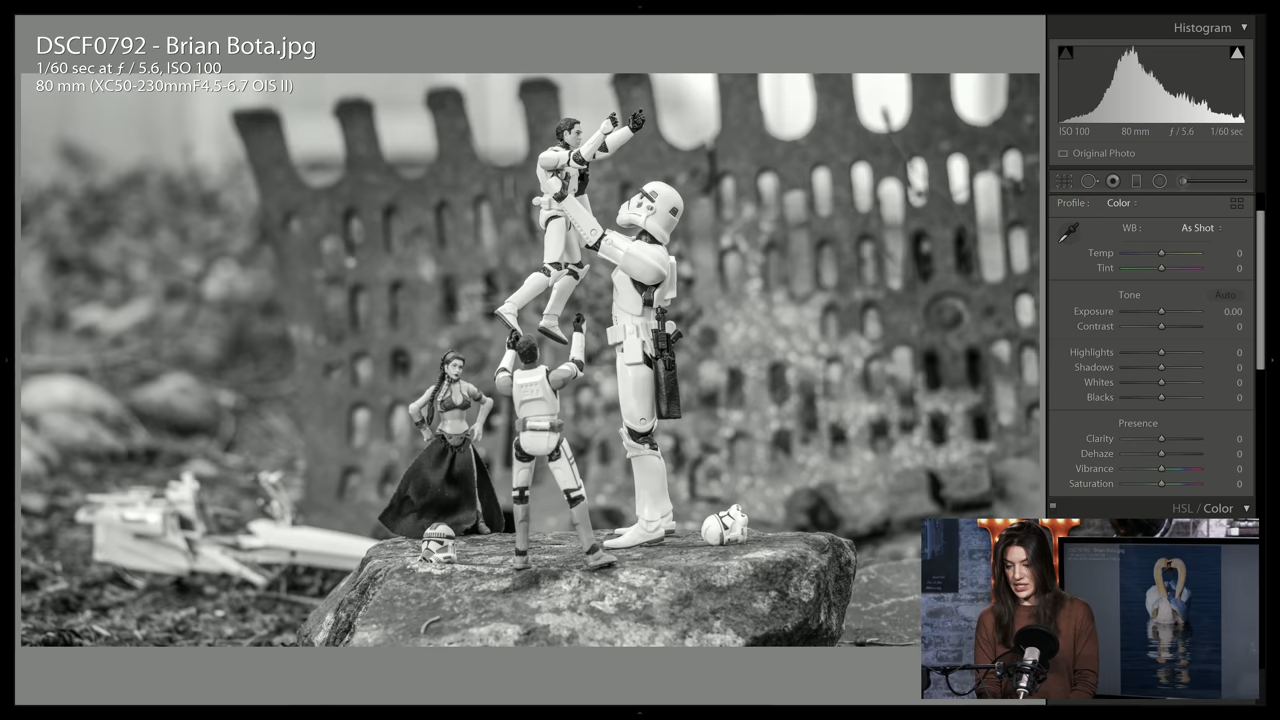 DSCF0792 - Brian Bota.jpg
1/60 sec at ƒ / 5.6, ISO 100
80 mm (XC50-230mmF4.5-6.7 OIS II)
Histogram
ISO 100 80 mm ƒ / 5.6 1/60 sec
Original Photo
Profile : Color
WB : As Shot
Temp 0
Tint 0
Tone Auto
Exposure 0.00
Contrast 0
Highlights 0
Shadows 0
Whites 0
Blacks 0
Presence
Clarity 0
Dehaze 0
Vibrance 0
Saturation 0
HSL / Color